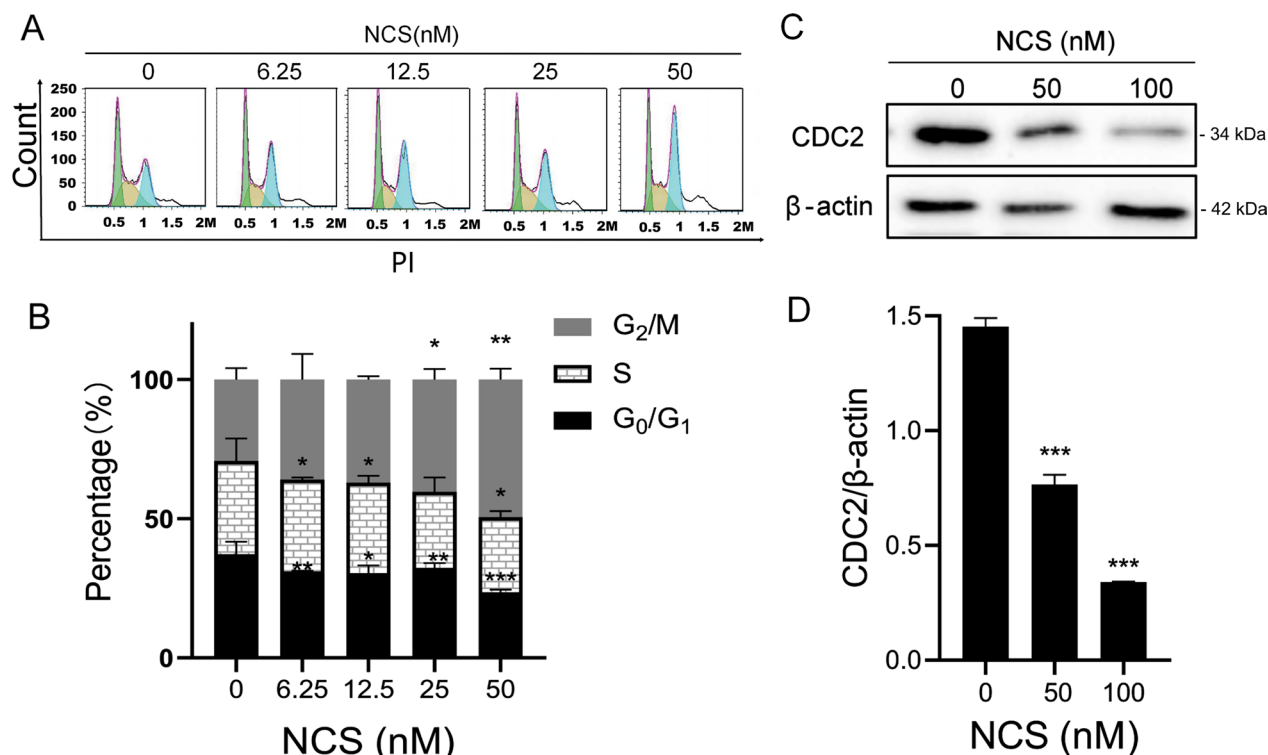 A
NCS(nM)
0 6.25 12.5 25 50
Count
250
200
150
100
50
0
0.5 1 1.5 2M 0.5 1 1.5 2M 0.5 1 1.5 2M 0.5 1 1.5 2M 0.5 1 1.5 2M
PI
B
Percentage(%)
100
50
0
* **
* * *
** * ** ***
0 6.25 12.5 25 50
NCS (nM)
G2/M
S
G0/G1
C
NCS (nM)
0 50 100
CDC2 - 34 kDa
β-actin - 42 kDa
D
CDC2/β-actin
1.5
1.0
0.5
0.0
***
***
0 50 100
NCS (nM)